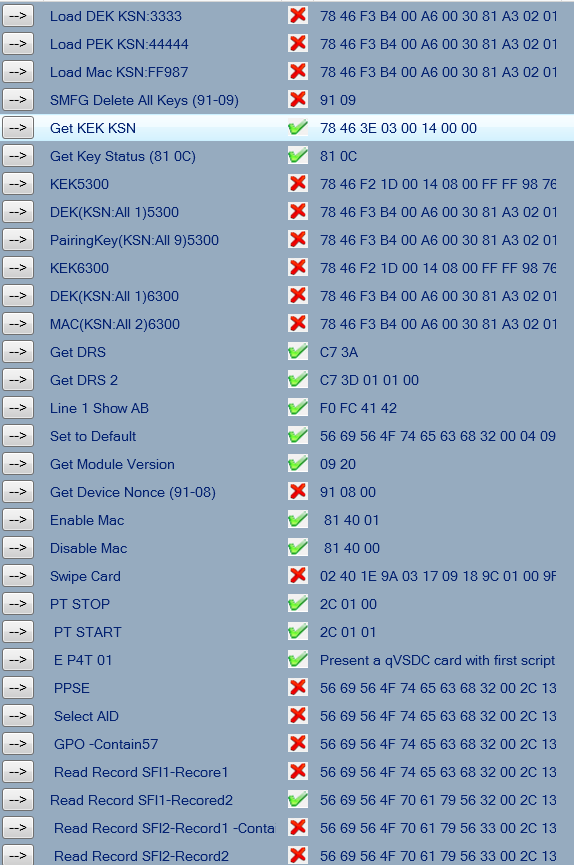 --> Load DEK KSN:3333 78 46 F3 B4 00 A6 00 30 81 A3 02 01
--> Load PEK KSN:44444 78 46 F3 B4 00 A6 00 30 81 A3 02 01
--> Load Mac KSN:FF987 78 46 F3 B4 00 A6 00 30 81 A3 02 01
--> SMFG Delete All Keys (91-09) 91 09
--> Get KEK KSN 78 46 3E 03 00 14 00 00
--> Get Key Status (81 0C) 81 0C
--> KEK5300 78 46 F2 1D 00 14 08 00 FF FF 98 76
--> DEK(KSN:All 1)5300 78 46 F3 B4 00 A6 00 30 81 A3 02 01
--> PairingKey(KSN:All 9)5300 78 46 F3 B4 00 A6 00 30 81 A3 02 01
--> KEK6300 78 46 F2 1D 00 14 08 00 FF FF 98 76
--> DEK(KSN:All 1)6300 78 46 F3 B4 00 A6 00 30 81 A3 02 01
--> MAC(KSN:All 2)6300 78 46 F3 B4 00 A6 00 30 81 A3 02 01
--> Get DRS C7 3A
--> Get DRS 2 C7 3D 01 01 00
--> Line 1 Show AB F0 FC 41 42
--> Set to Default 56 69 56 4F 74 65 63 68 32 00 04 09
--> Get Module Version 09 20
--> Get Device Nonce (91-08) 91 08 00
--> Enable Mac 81 40 01
--> Disable Mac 81 40 00
--> Swipe Card 02 40 1E 9A 03 17 09 18 9C 01 00 9F
--> PT STOP 2C 01 00
--> PT START 2C 01 01
--> E P4T 01 Present a qVSDC card with first script
--> PPSE 56 69 56 4F 74 65 63 68 32 00 2C 13
--> Select AID 56 69 56 4F 74 65 63 68 32 00 2C 13
--> GPO -Contain57 56 69 56 4F 74 65 63 68 32 00 2C 13
--> Read Record SFI1-Recore1 56 69 56 4F 74 65 63 68 32 00 2C 13
--> Read Record SFI1-Recored2 56 69 56 4F 70 61 79 56 32 00 2C 13
--> Read Record SFI2-Record1 -Conta 56 69 56 4F 70 61 79 56 33 00 2C 13
--> Read Record SFI2-Record2 56 69 56 4F 70 61 79 56 33 00 2C 13